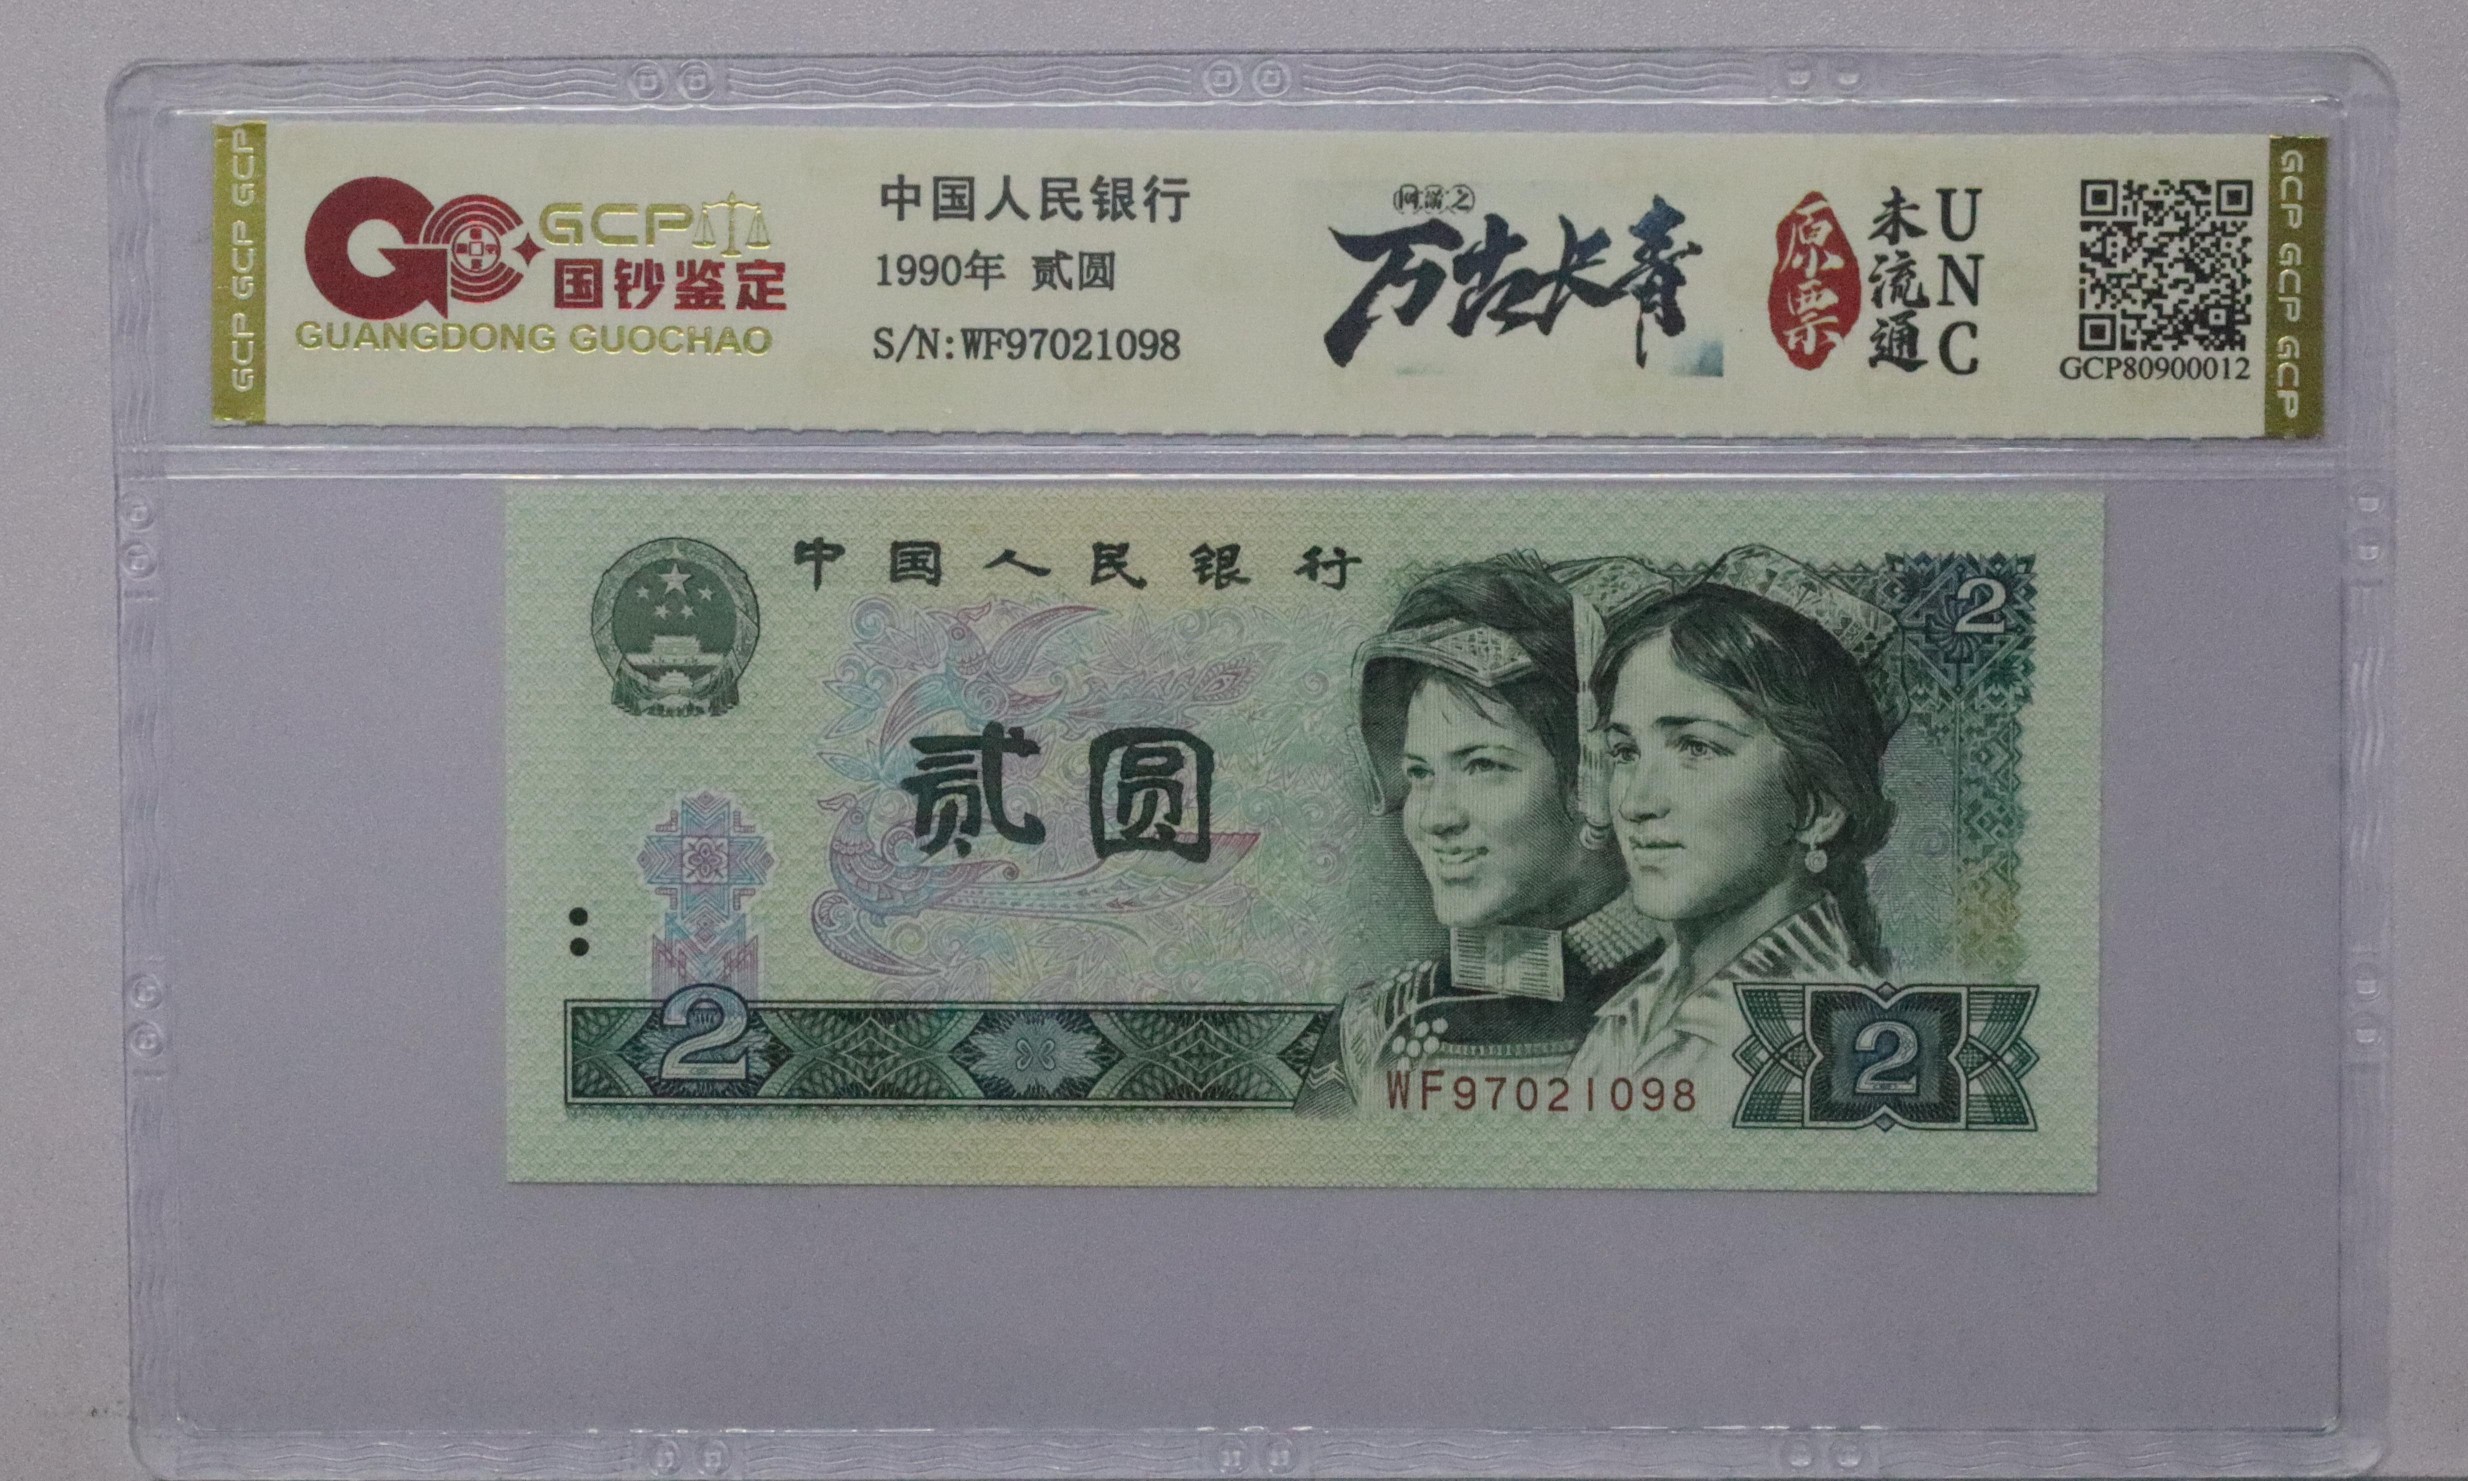 GCP GCP GCP GCP
GCP
国钞鉴定
GUANGDONG GUOCHAO
中国人民银行
1990年 贰圆
S/N:WF97021098
万古长青
原票
未流通
UNC
GCP80900012
GCP GCP GCP GCP
中国人民银行
2
贰圆
2
WF97021098
2